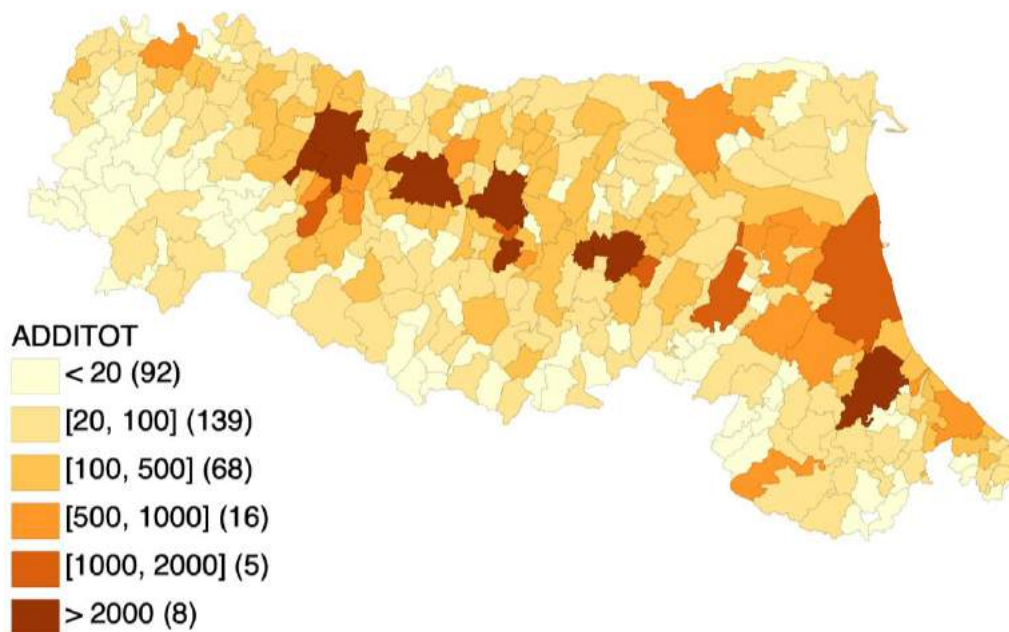 ADDITOT
< 20 (92)
[20, 100] (139)
[100, 500] (68)
[500, 1000] (16)
[1000, 2000] (5)
> 2000 (8)